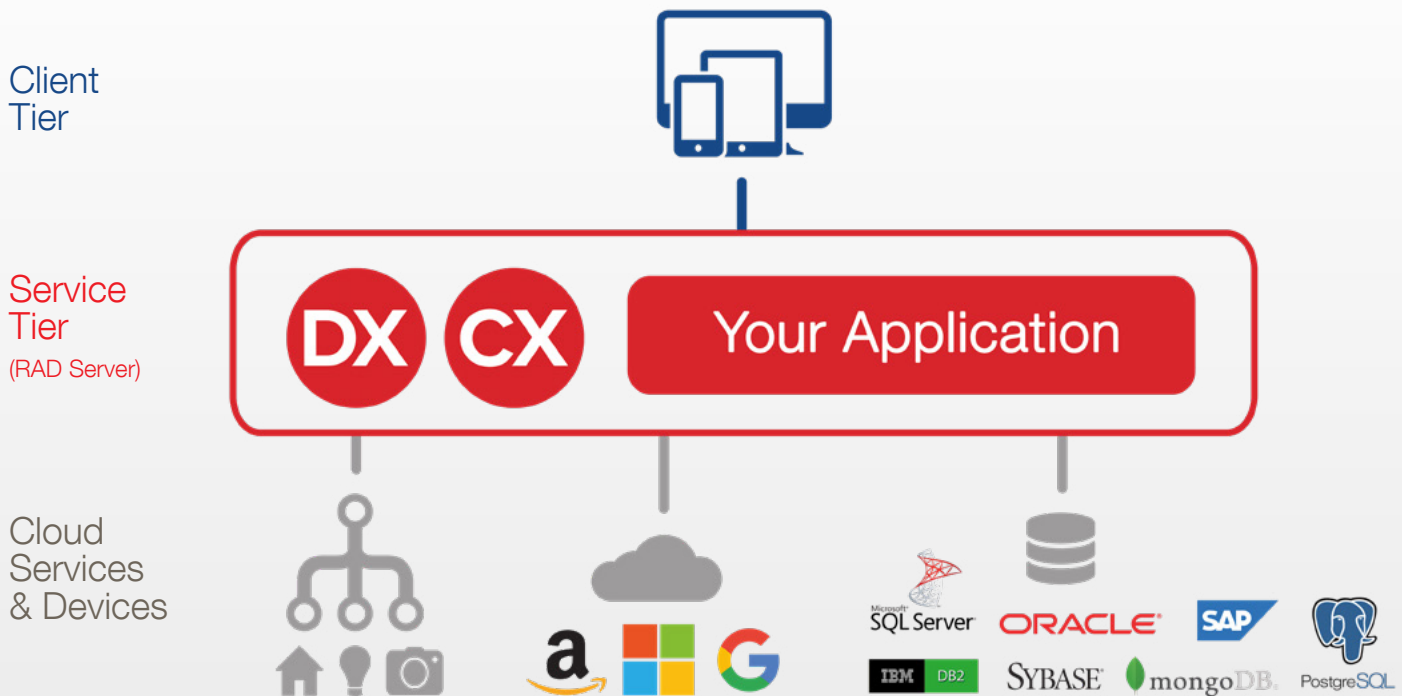 Client
Tier
Service
Tier
(RAD Server)
DX
CX
Your Application
Cloud
Services
& Devices
a
G
Microsoft®
SQL Server
ORACLE®
SAP
IBM DB2
SYBASE®
mongoDB.
PostgreSQL